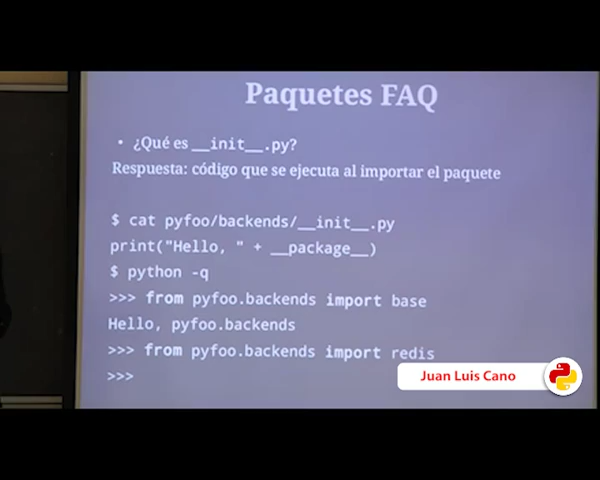 Paquetes FAQ
• ¿Qué es __init__.py?
Respuesta: código que se ejecuta al importar el paquete
$ cat pyfoo/backends/__init__.py
print("Hello, " + __package__)
$ python -q
>>> from pyfoo.backends import base
Hello, pyfoo.backends
>>> from pyfoo.backends import redis
>>>
Juan Luis Cano